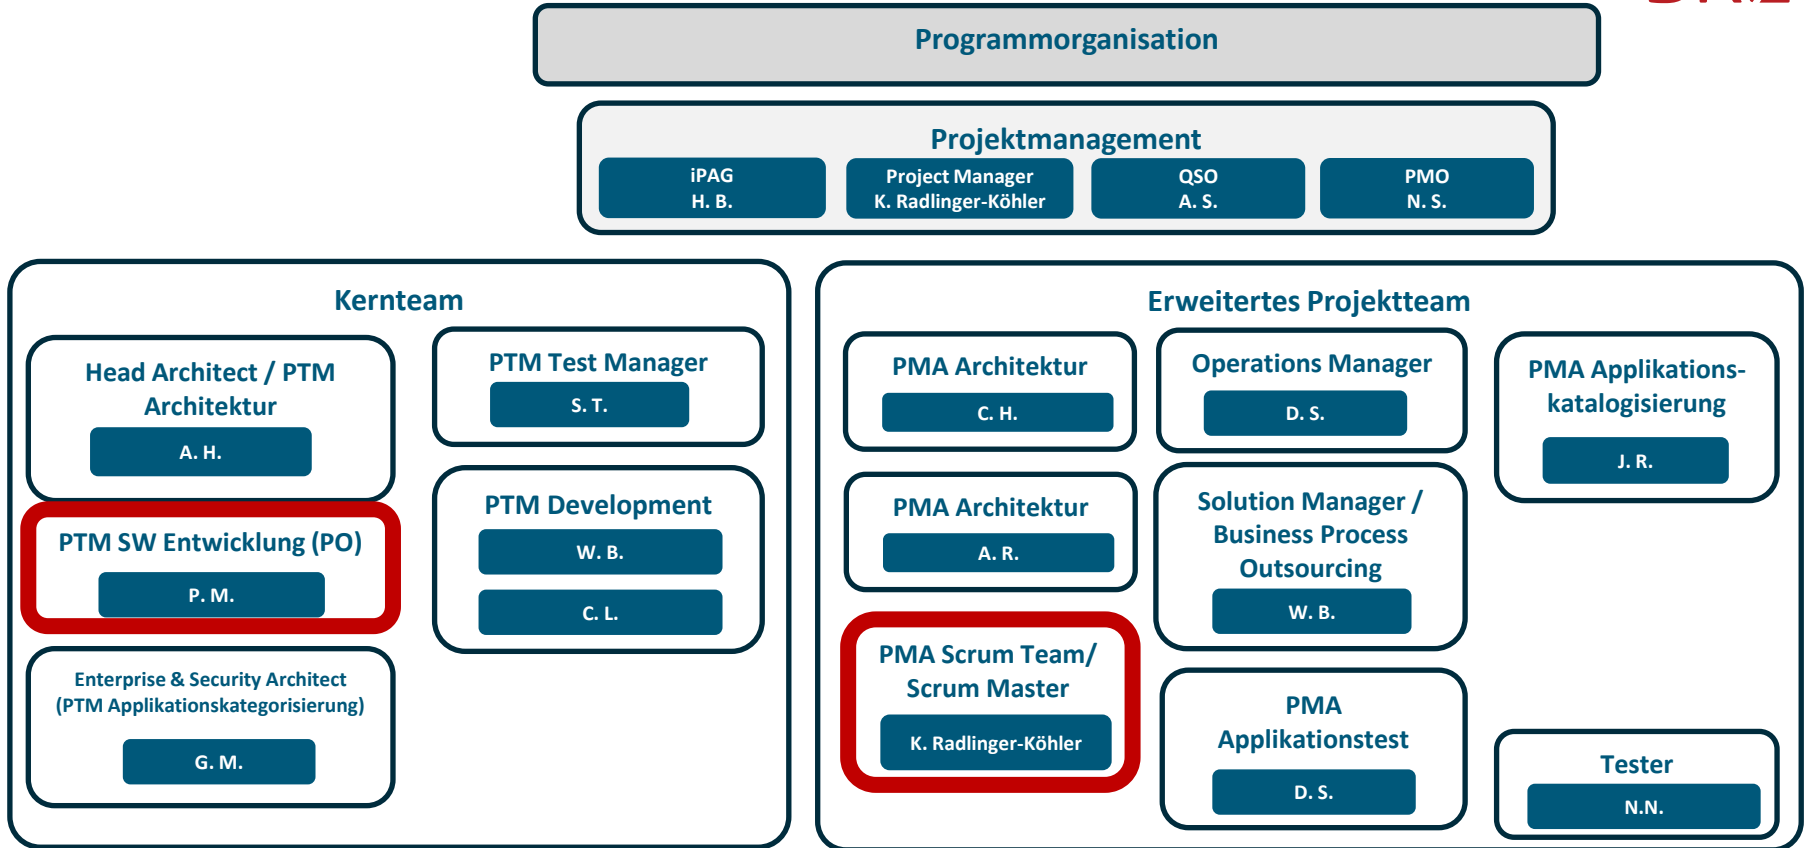 Programmorganisation
Projektmanagement
iPAG
H. B.
Project Manager
K. Radlinger-Köhler
QSO
A. S.
PMO
N. S.
Kernteam
Head Architect / PTM
Architektur
A. H.
PTM Test Manager
S. T.
PTM SW Entwicklung (PO)
P. M.
PTM Development
W. B.
C. L.
Enterprise & Security Architect
(PTM Applikationskategorisierung)
G. M.
Erweitertes Projektteam
PMA Architektur
C. H.
Operations Manager
D. S.
PMA Applikations-
katalogisierung
J. R.
PMA Architektur
A. R.
Solution Manager /
Business Process
Outsourcing
W. B.
PMA Scrum Team/
Scrum Master
K. Radlinger-Köhler
PMA
Applikationstest
D. S.
Tester
N.N.